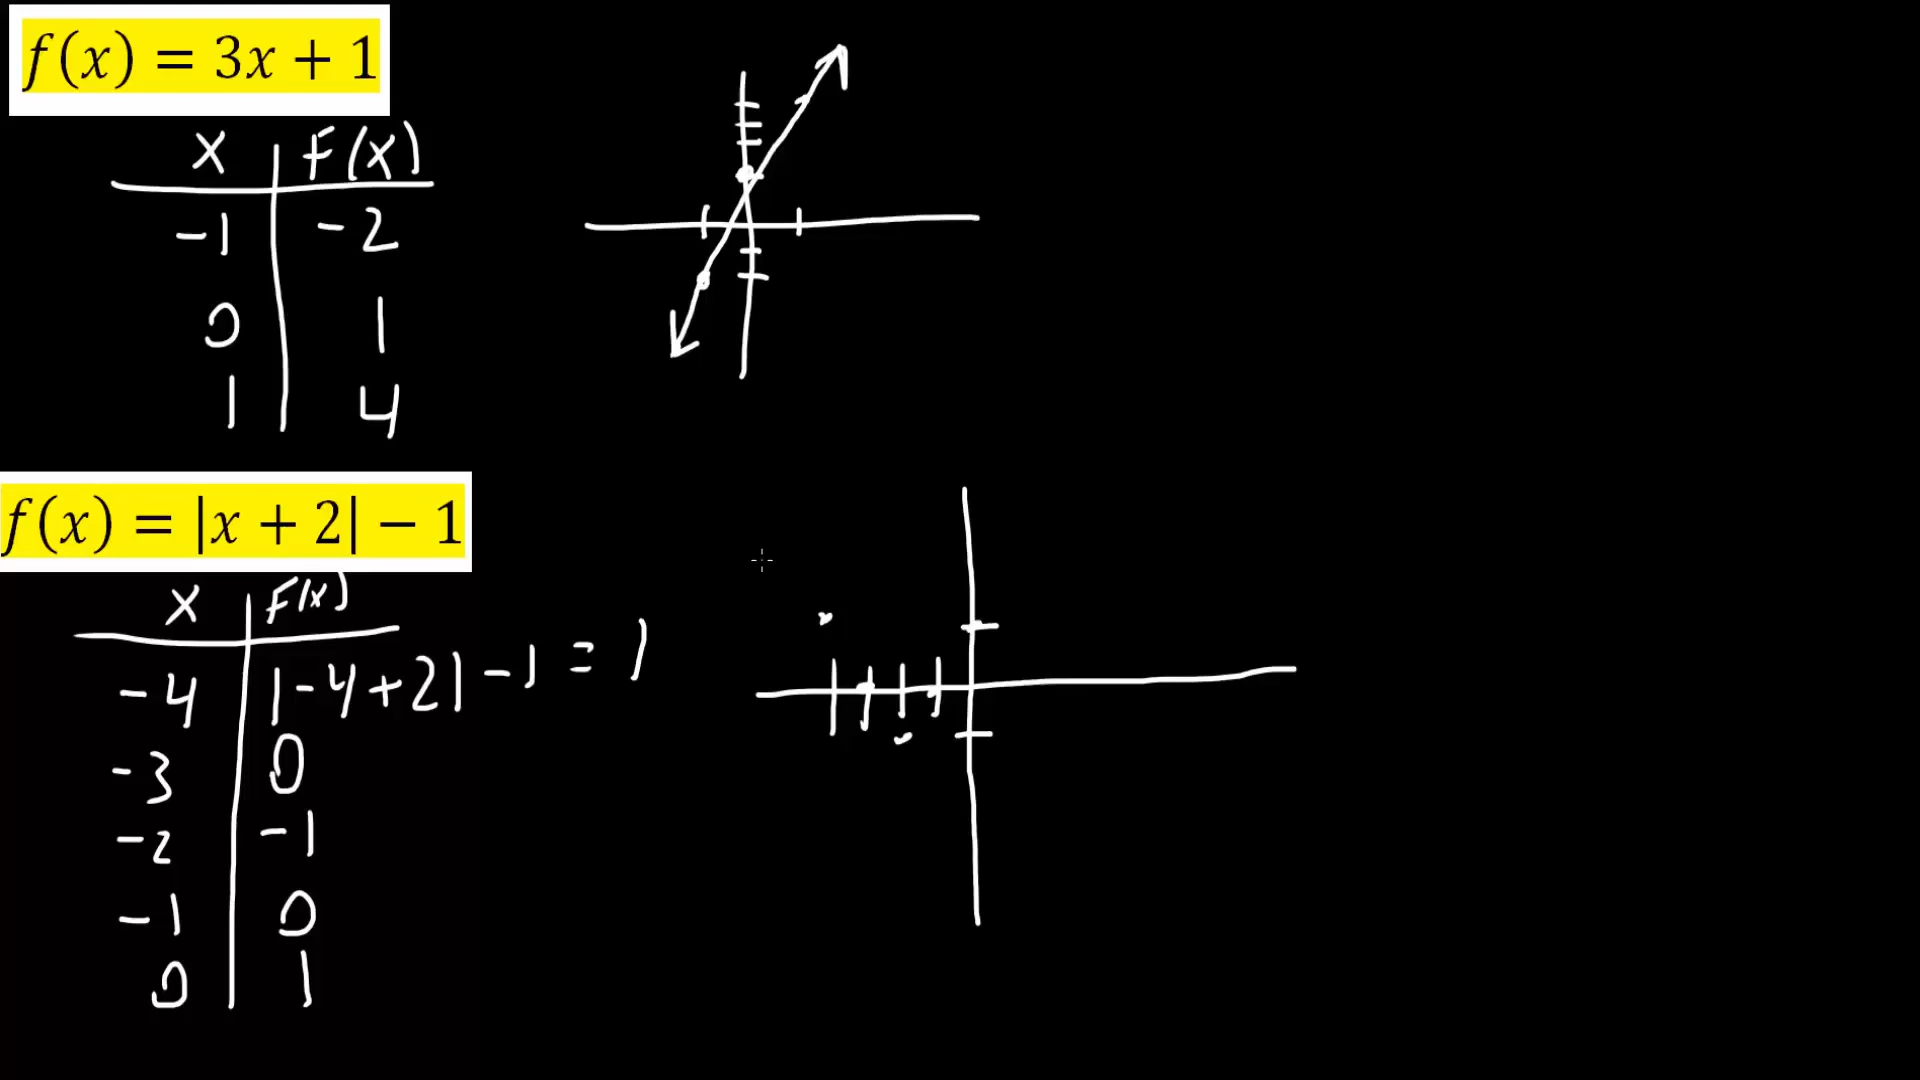 f(x) = 3x + 1
x F(x)
-1 -2
0 1
1 4
f(x) = |x + 2| − 1
x F(x)
-4 |-4+2|-1 = 1
-3 0
-2 -1
-1 0
0 1